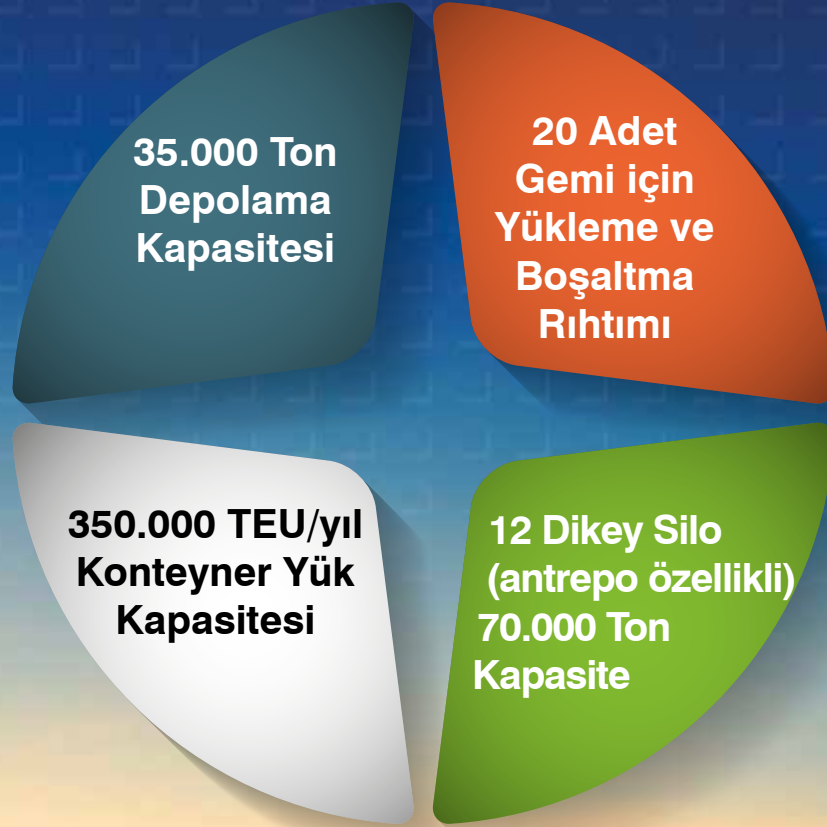 35.000 Ton
Depolama
Kapasitesi
20 Adet
Gemi için
Yükleme ve
Boşaltma
Rıhtımı
350.000 TEU/yıl
Konteyner Yük
Kapasitesi
12 Dikey Silo
(antrepo özellikli)
70.000 Ton
Kapasite